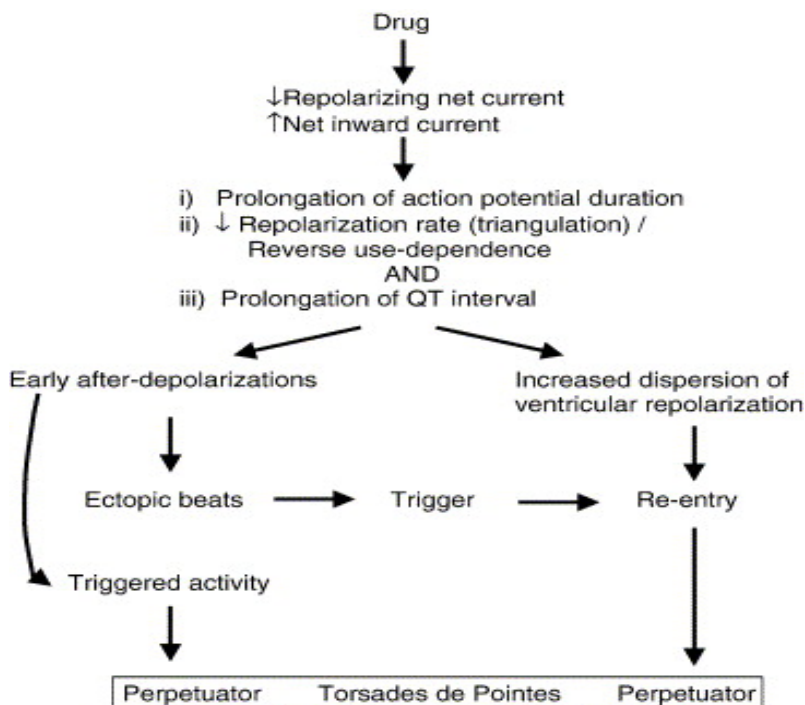 Drug
↓Repolarizing net current
↑Net inward current
i) Prolongation of action potential duration
ii) ↓ Repolarization rate (triangulation) /
Reverse use-dependence
AND
iii) Prolongation of QT interval
Early after-depolarizations
Increased dispersion of
ventricular repolarization
Ectopic beats
Trigger
Re-entry
Triggered activity
Perpetuator
Torsades de Pointes
Perpetuator